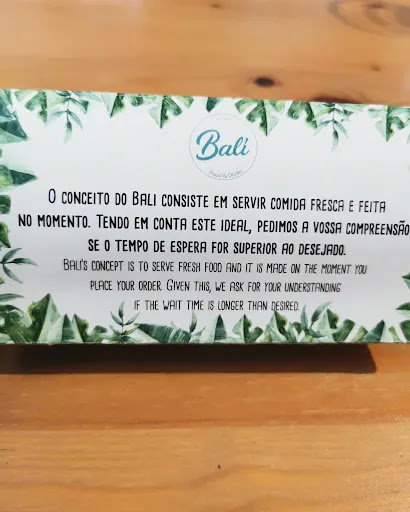 Bali
Food & Drinks
O CONCEITO DO BALI CONSISTE EM SERVIR COMIDA FRESCA E FEITA
NO MOMENTO. TENDO EM CONTA ESTE IDEAL, PEDIMOS A VOSSA COMPREENSÃO
SE O TEMPO DE ESPERA FOR SUPERIOR AO DESEJADO.
BALI'S CONCEPT IS TO SERVE FRESH FOOD AND IT IS MADE ON THE MOMENT YOU
PLACE YOUR ORDER. GIVEN THIS, WE ASK FOR YOUR UNDERSTANDING
IF THE WAIT TIME IS LONGER THAN DESIRED.